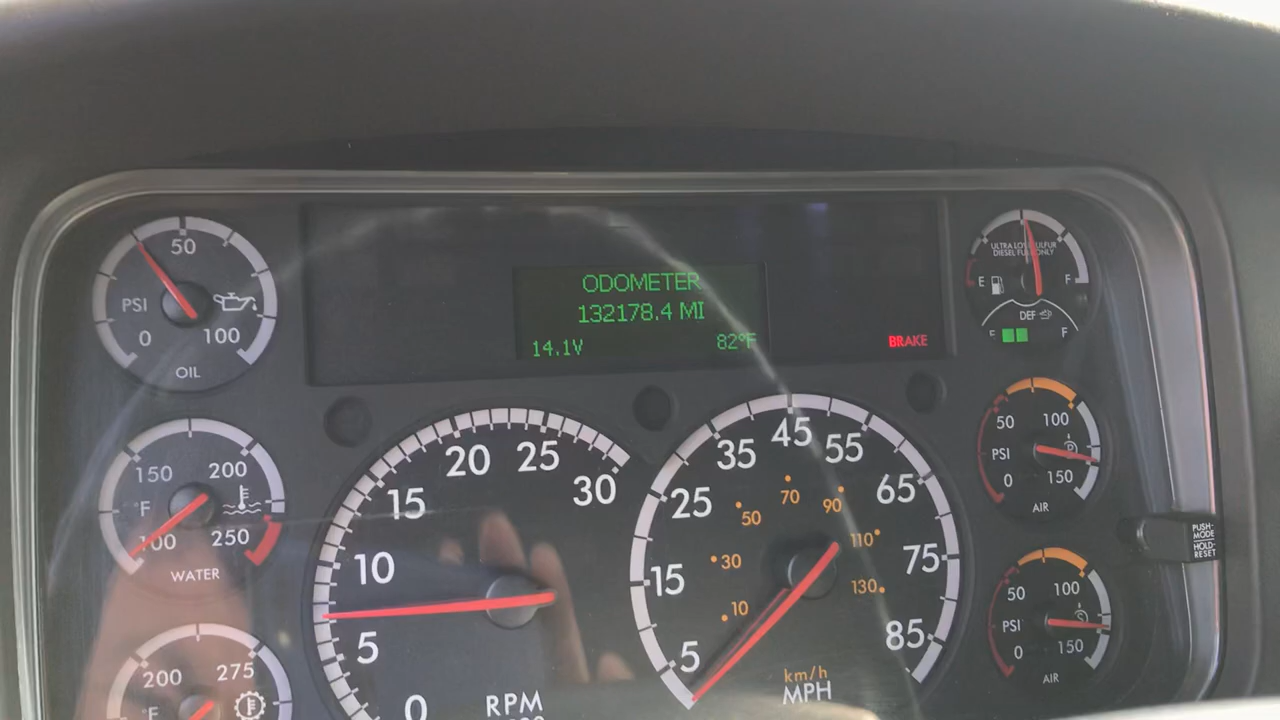 50
PSI
0
100
OIL
ODOMETER
132178.4 MI
14.1V
82°F
BRAKE
ULTRA LOW SULFUR
DIESEL FUEL ONLY
E
F
DEF
E
F
150
200
°F
100
250
WATER
200
275
°F
0
5
10
15
20
25
30
RPM
5
15
25
35
45
55
65
75
85
10
30
50
70
90
110
130
km/h
MPH
50
100
PSI
0
150
AIR
50
100
PSI
0
150
AIR
PUSH-
MODE
HOLD-
RESET